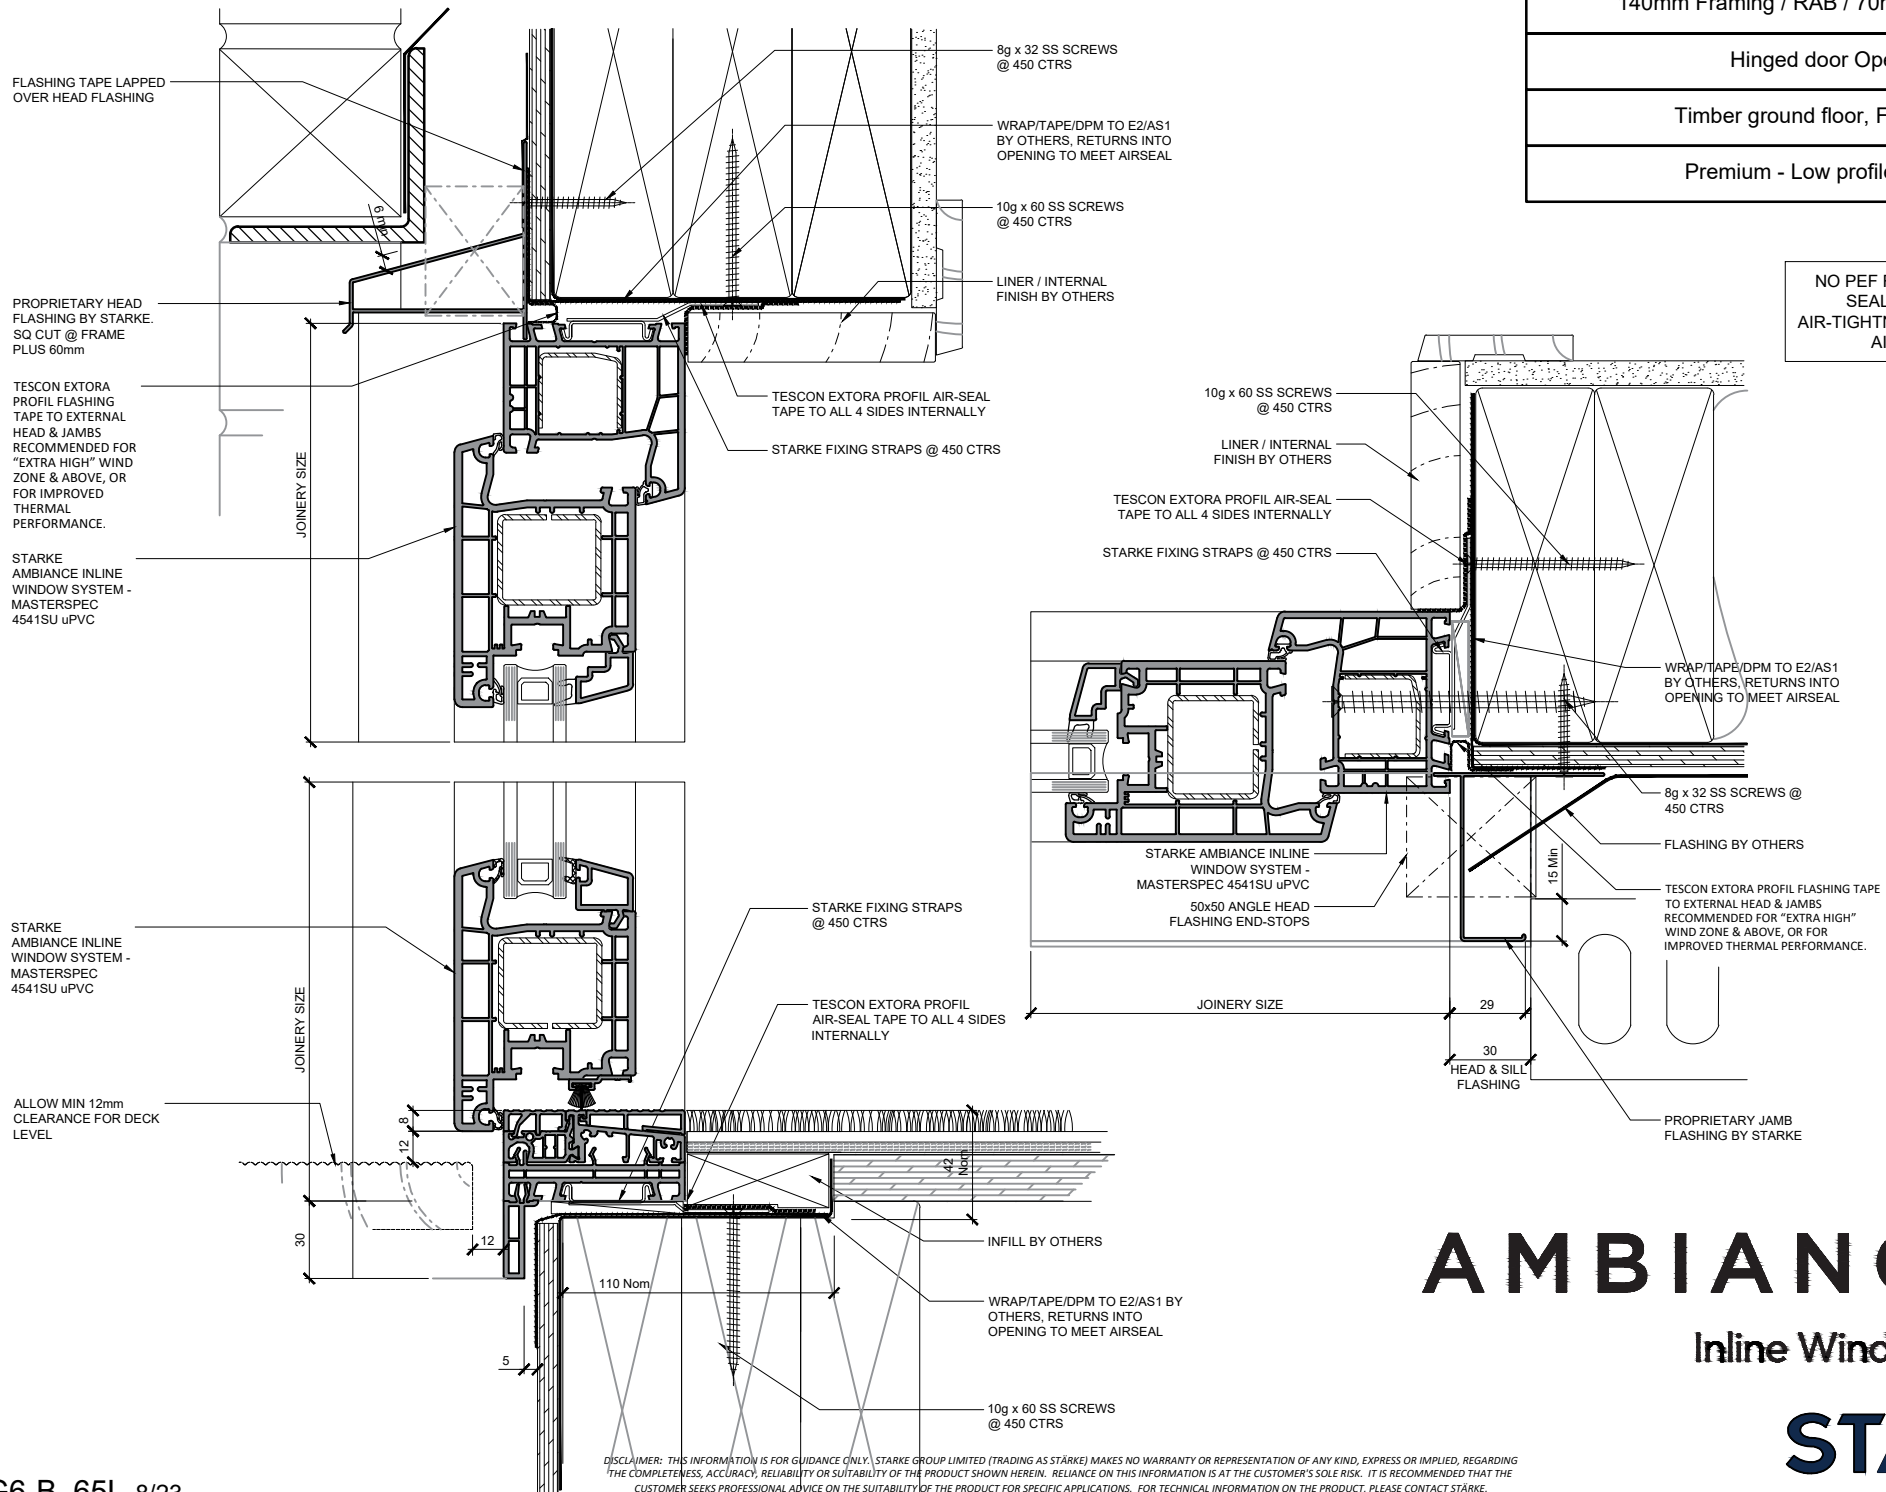 140mm Framing / RAB /
Hinged door
Timber ground floor,
Premium - Low
NO PEF
AIR-TIGHT
FLASHING TAPE LAPPED
OVER HEAD FLASHING
8g x 32 SS SCREWS
@ 450 CTRS
WRAP/TAPE/DPM TO E2/AS1
BY OTHERS, RETURNS INTO
OPENING TO MEET AIRSEAL
10g x 60 SS SCREWS
@ 450 CTRS
LINER / INTERNAL
FINISH BY OTHERS
6 min
PROPRIETARY HEAD
FLASHING BY STARKE.
SQ CUT @ FRAME
PLUS 60mm
TESCON EXTORA
PROFIL FLASHING
TAPE TO EXTERNAL
HEAD & JAMBS
RECOMMENDED FOR
“EXTRA HIGH” WIND
ZONE & ABOVE, OR
FOR IMPROVED
THERMAL
PERFORMANCE.
JOINERY SIZE
TESCON EXTORA PROFIL AIR-SEAL
TAPE TO ALL 4 SIDES INTERNALLY
STARKE FIXING STRAPS @ 450 CTRS
STARKE
AMBIANCE INLINE
WINDOW SYSTEM -
MASTERSPEC
4541SU uPVC
10g x 60 SS SCREWS
@ 450 CTRS
LINER / INTERNAL
FINISH BY OTHERS
TESCON EXTORA PROFIL AIR-SEAL
TAPE TO ALL 4 SIDES INTERNALLY
STARKE FIXING STRAPS @ 450 CTRS
WRAP/TAPE/DPM TO E2/AS1
BY OTHERS, RETURNS INTO
OPENING TO MEET AIRSEAL
8g x 32 SS SCREWS @
450 CTRS
FLASHING BY OTHERS
15 Min
STARKE AMBIANCE INLINE
WINDOW SYSTEM -
MASTERSPEC 4541SU uPVC
50x50 ANGLE HEAD
FLASHING END-STOPS
TESCON EXTORA PROFIL FLASHING TAPE
TO EXTERNAL HEAD & JAMBS
RECOMMENDED FOR “EXTRA HIGH”
WIND ZONE & ABOVE, OR FOR
IMPROVED THERMAL PERFORMANCE.
JOINERY SIZE
29
30
HEAD & SILL
FLASHING
PROPRIETARY JAMB
FLASHING BY STARKE
STARKE
AMBIANCE INLINE
WINDOW SYSTEM -
MASTERSPEC
4541SU uPVC
JOINERY SIZE
STARKE FIXING STRAPS
@ 450 CTRS
TESCON EXTORA PROFIL
AIR-SEAL TAPE TO ALL 4 SIDES
INTERNALLY
ALLOW MIN 12mm
CLEARANCE FOR DECK
LEVEL
8
12
42
Nom
30
12
INFILL BY OTHERS
110 Nom
WRAP/TAPE/DPM TO E2/AS1 BY
OTHERS, RETURNS INTO
OPENING TO MEET AIRSEAL
5
10g x 60 SS SCREWS
@ 450 CTRS
AMBIAN
Inline
STA
DISCLAIMER: THIS INFORMATION IS FOR GUIDANCE ONLY. STARKE GROUP LIMITED (TRADING AS STÄRKE) MAKES NO WARRANTY OR REPRESENTATION OF ANY KIND, EXPRESS OR IMPLIED, REGARDING
THE COMPLETENESS, ACCURACY, RELIABILITY OR SUITABILITY OF THE PRODUCT SHOWN HEREIN. RELIANCE ON THIS INFORMATION IS AT THE CUSTOMER'S SOLE RISK. IT IS RECOMMENDED THAT THE
CUSTOMER SEEKS PROFESSIONAL ADVICE ON THE SUITABILITY OF THE PRODUCT FOR SPECIFIC APPLICATIONS. FOR TECHNICAL INFORMATION ON THE PRODUCT, PLEASE CONTACT STÄRKE.
8/23